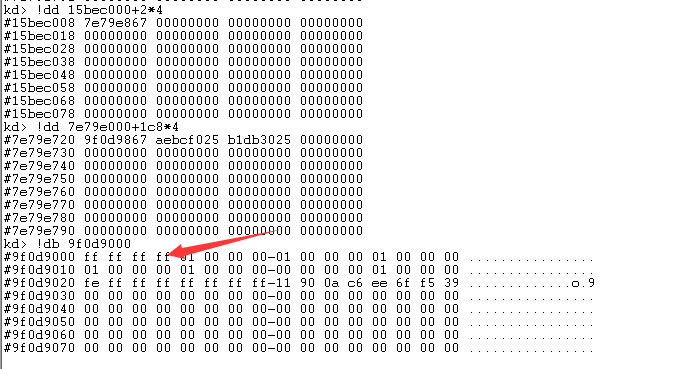 kd> !dd 15bec000+2*4
#15bec008 7e79e867 00000000 00000000 00000000
#15bec018 00000000 00000000 00000000 00000000
#15bec028 00000000 00000000 00000000 00000000
#15bec038 00000000 00000000 00000000 00000000
#15bec048 00000000 00000000 00000000 00000000
#15bec058 00000000 00000000 00000000 00000000
#15bec068 00000000 00000000 00000000 00000000
#15bec078 00000000 00000000 00000000 00000000
kd> !dd 7e79e000+1c8*4
#7e79e720 9f0d9867 aebcf025 b1db3025 00000000
#7e79e730 00000000 00000000 00000000 00000000
#7e79e740 00000000 00000000 00000000 00000000
#7e79e750 00000000 00000000 00000000 00000000
#7e79e760 00000000 00000000 00000000 00000000
#7e79e770 00000000 00000000 00000000 00000000
#7e79e780 00000000 00000000 00000000 00000000
#7e79e790 00000000 00000000 00000000 00000000
kd> !db 9f0d9000
#9f0d9000 ff ff ff ff 01 00 00 00-01 00 00 00 01 00 00 00 ................
#9f0d9010 01 00 00 00 01 00 00 00-00 00 00 00 01 00 00 00 ................
#9f0d9020 fe ff ff ff ff ff ff ff-11 90 0a c6 ee 6f f5 39 .............o.9
#9f0d9030 00 00 00 00 00 00 00 00-00 00 00 00 00 00 00 00 ................
#9f0d9040 00 00 00 00 00 00 00 00-00 00 00 00 00 00 00 00 ................
#9f0d9050 00 00 00 00 00 00 00 00-00 00 00 00 00 00 00 00 ................
#9f0d9060 00 00 00 00 00 00 00 00-00 00 00 00 00 00 00 00 ................
#9f0d9070 00 00 00 00 00 00 00 00-00 00 00 00 00 00 00 00 ................